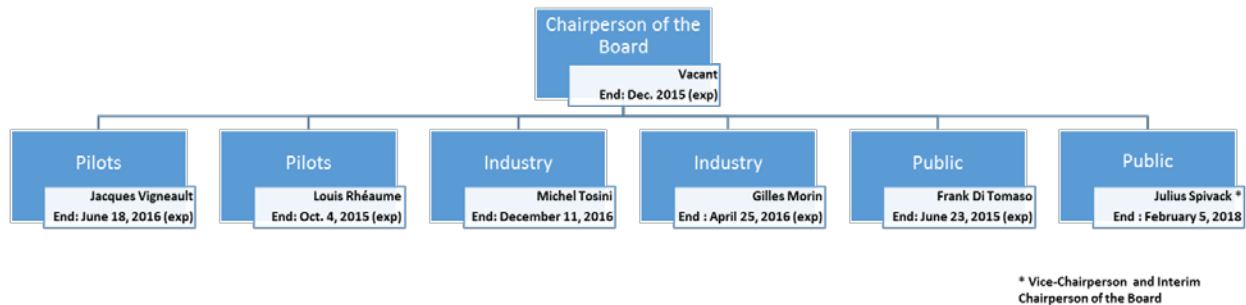 Chairperson of the
Board
Vacant
End: Dec. 2015 (exp)
Pilots
Jacques Vigneault
End: June 18, 2016 (exp)
Pilots
Louis Rhéaume
End: Oct. 4, 2015 (exp)
Industry
Michel Tosini
End: December 11, 2016
Industry
Gilles Morin
End : April 25, 2016 (exp)
Public
Frank Di Tomaso
End: June 23, 2015 (exp)
Public
Julius Spivack *
End : February 5, 2018
* Vice-Chairperson and Interim
Chairperson of the Board